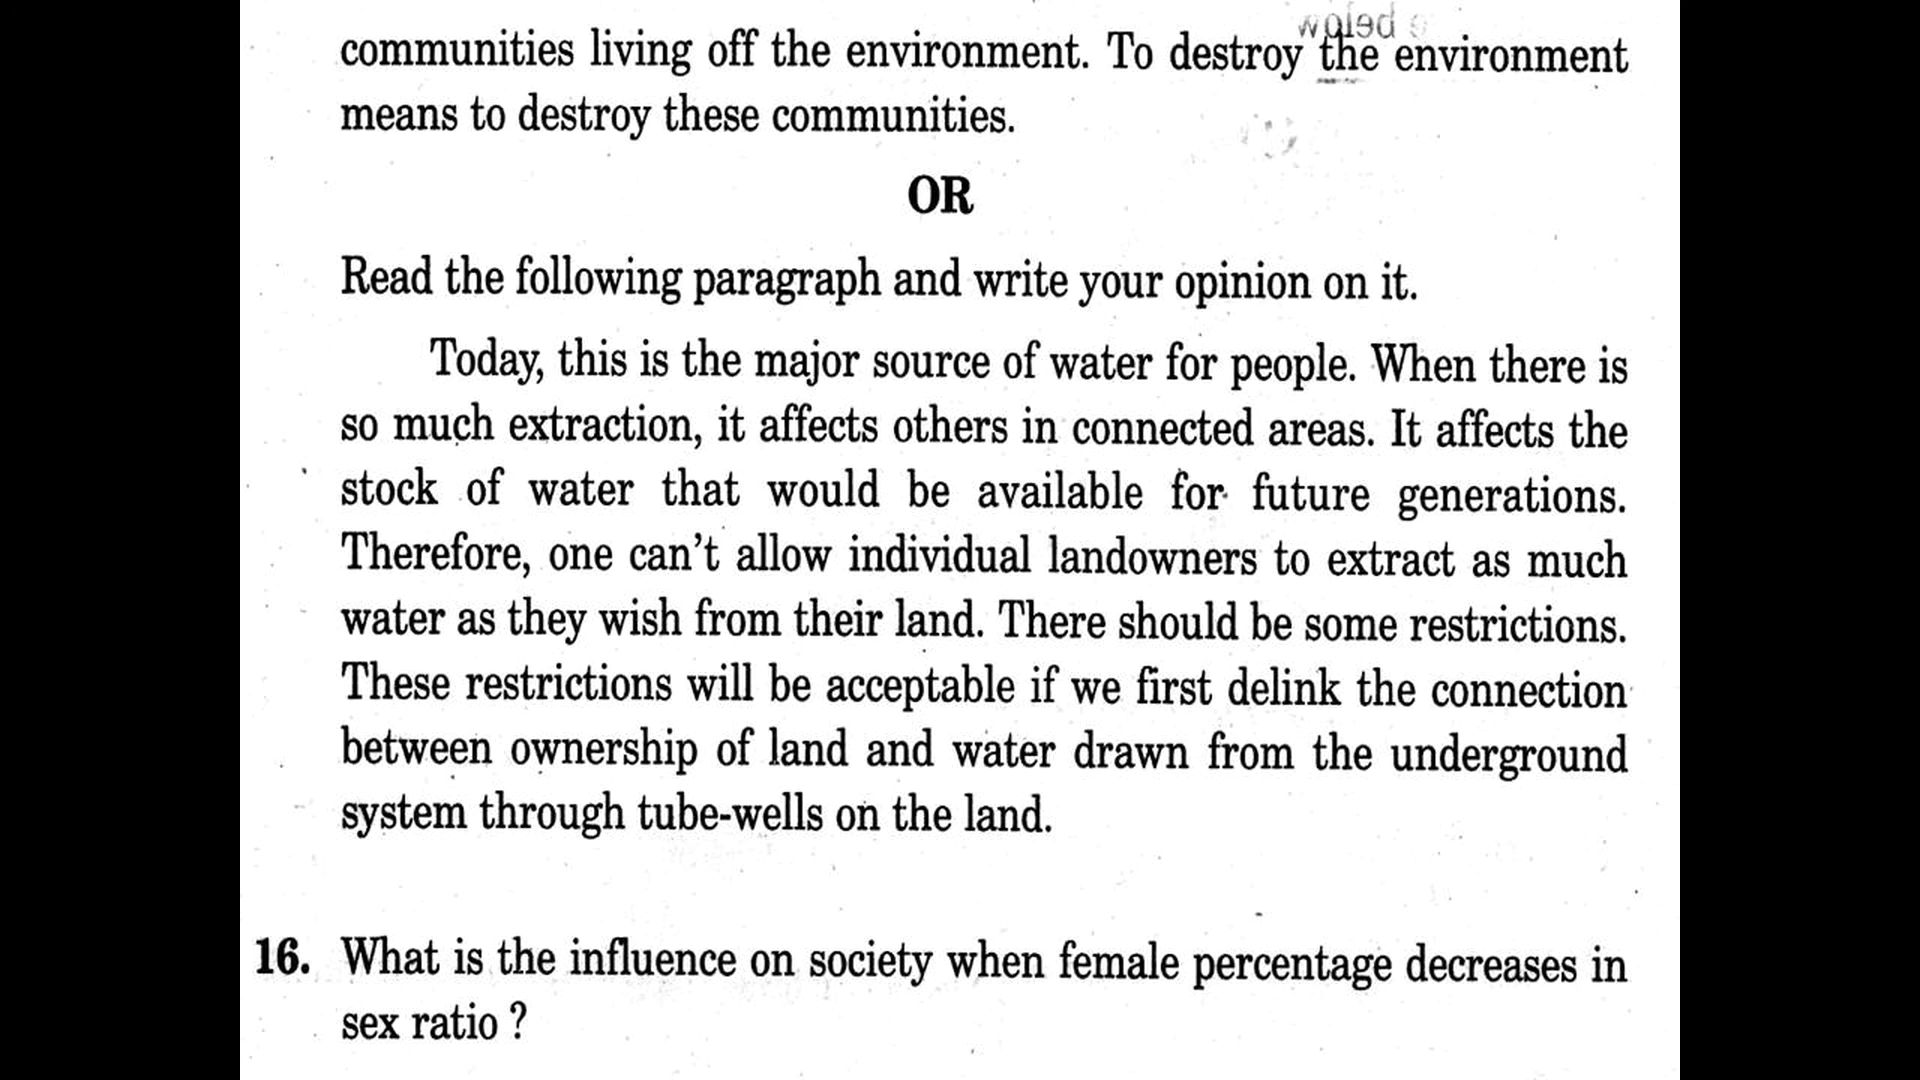 communities living off the environment. To destroy the environment
means to destroy these communities.
OR
Read the following paragraph and write your opinion on it.
Today, this is the major source of water for people. When there is
so much extraction, it affects others in connected areas. It affects the
stock of water that would be available for future generations.
Therefore, one can't allow individual landowners to extract as much
water as they wish from their land. There should be some restrictions.
These restrictions will be acceptable if we first delink the connection
between ownership of land and water drawn from the underground
system through tube-wells on the land.
16. What is the influence on society when female percentage decreases in
sex ratio ?